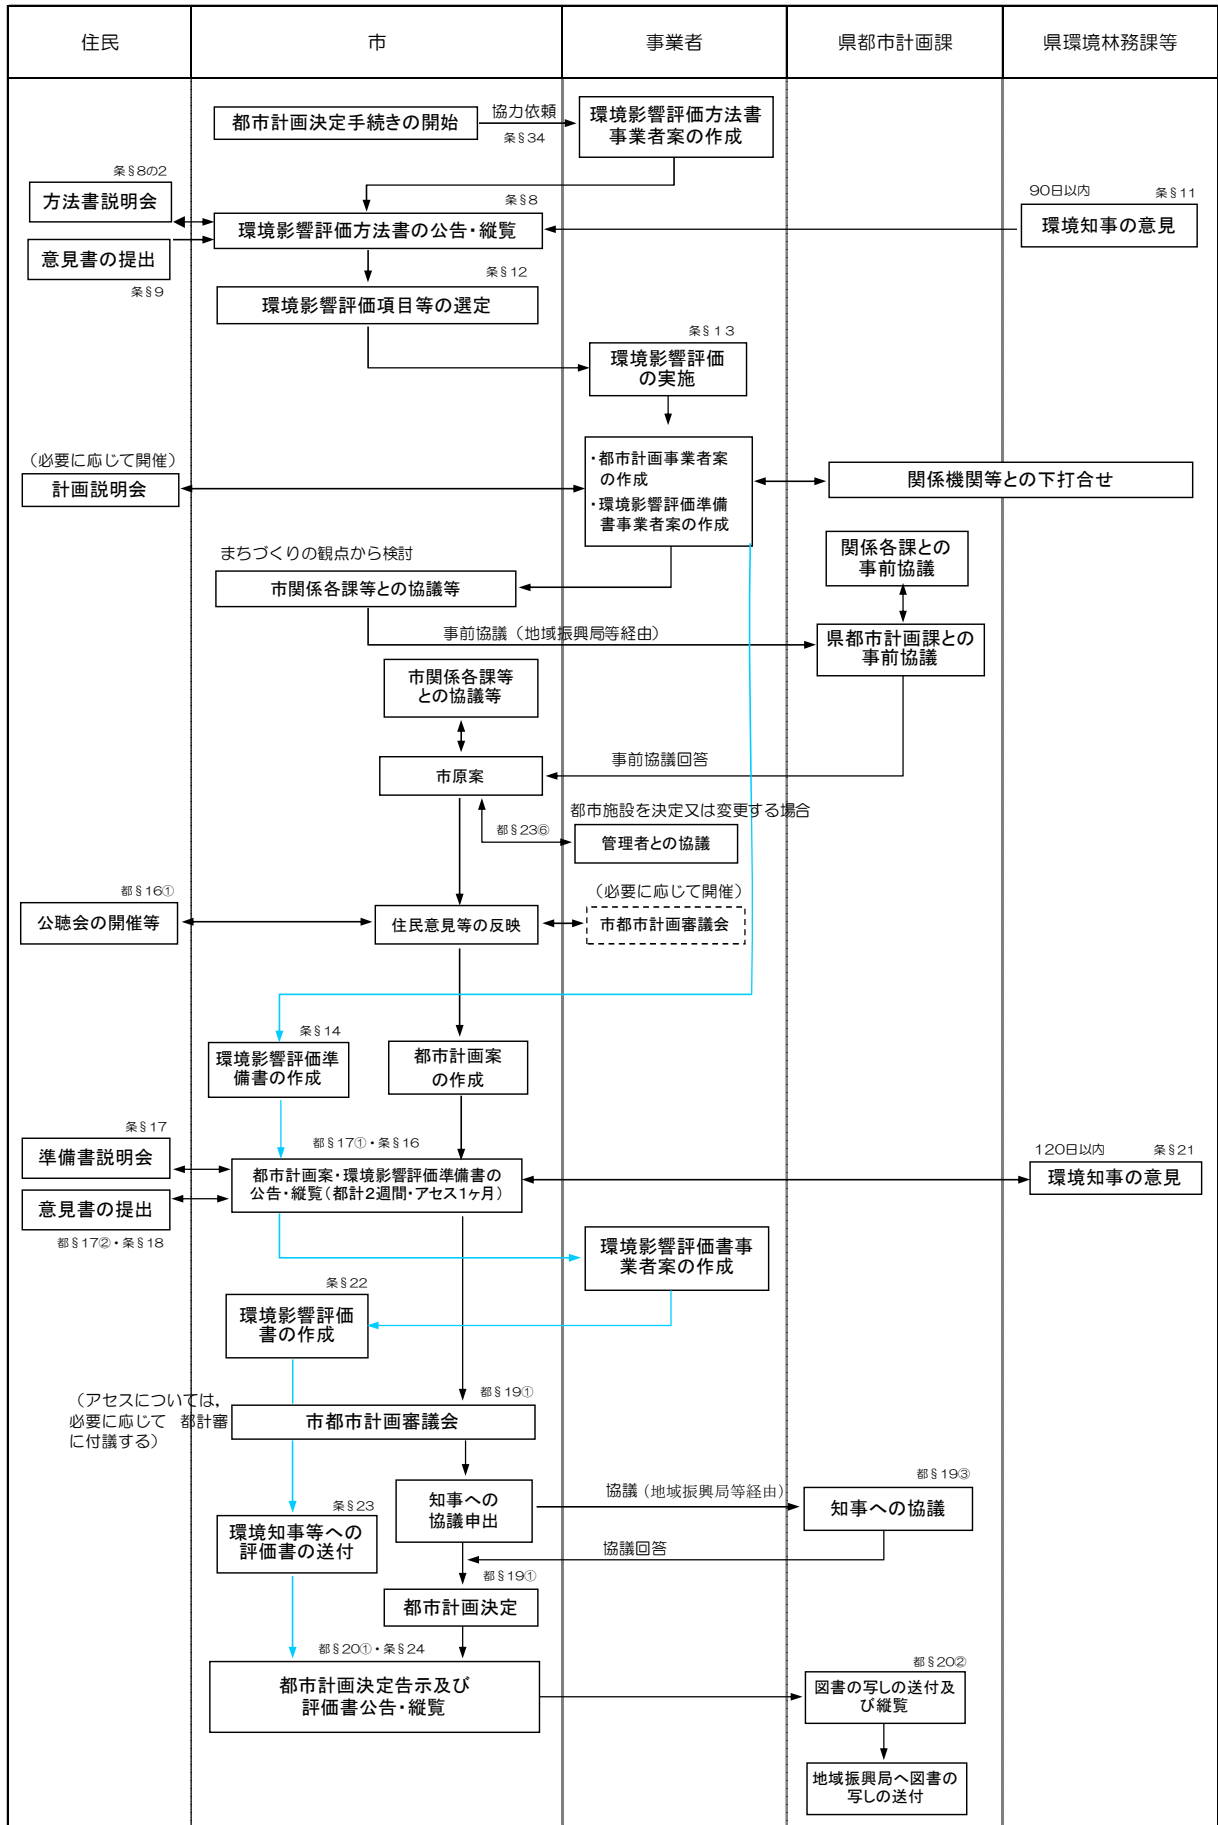 住民
市
事業者
県都市計画課
県環境林務課等
都市計画決定手続きの開始
協力依頼
条§34
環境影響評価方法書
事業者案の作成
条§8の2
方法書説明会
条§8
環境影響評価方法書の公告・縦覧
90日以内
条§11
環境知事の意見
意見書の提出
条§9
条§12
環境影響評価項目等の選定
条§13
環境影響評価
の実施
(必要に応じて開催)
計画説明会
・都市計画事業者案
の作成
・環境影響評価準備
書事業者案の作成
関係機関等との下打合せ
まちづくりの観点から検討
市関係各課等との協議等
関係各課との
事前協議
事前協議(地域振興局等経由)
県都市計画課との
事前協議
市関係各課等
との協議等
事前協議回答
市原案
都市施設を決定又は変更する場合
都§23⑥
管理者との協議
都§16①
公聴会の開催等
住民意見等の反映
(必要に応じて開催)
市都市計画審議会
条§14
環境影響評価準
備書の作成
都市計画案
の作成
条§17
準備書説明会
都§17①・条§16
都市計画案・環境影響評価準備書の
公告・縦覧(都計2週間・アセス1ヶ月)
120日以内
条§21
環境知事の意見
意見書の提出
都§17②・条§18
環境影響評価書事
業者案の作成
条§22
環境影響評価
書の作成
(アセスについては,
必要に応じて 都計審
に付議する)
都§19①
市都市計画審議会
知事への
協議申出
協議(地域振興局等経由)
都§19③
知事への協議
条§23
環境知事等への
評価書の送付
協議回答
都§19①
都市計画決定
都§20①・条§24
都市計画決定告示及び
評価書公告・縦覧
都§20②
図書の写しの送付及
び縦覧
地域振興局へ図書の
写しの送付